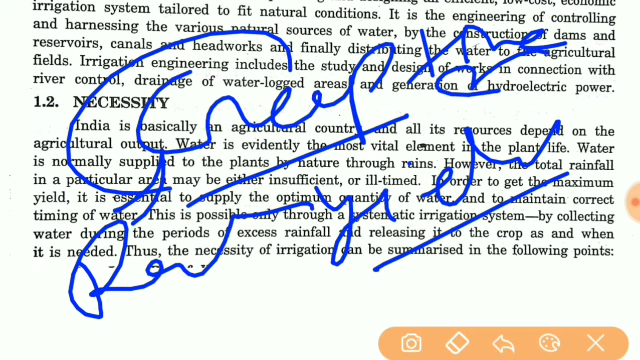 irrigation system tailored to fit natural conditions. It is the engineering of controlling
and harnessing the various natural sources of water, by the construction of dams and
reservoirs, canals and headworks and finally distributing the water to the agricultural
fields. Irrigation engineering includes the study and design of works in connection with
river control, drainage of water-logged areas, and generation of hydroelectric power.
1.2. NECESSITY
India is basically an agricultural country and all its resources depend on the
agricultural output. Water is evidently the most vital element in the plant life. Water
is normally supplied to the plants by nature through rains. However, the total rainfall
in a particular area may be either insufficient, or ill-timed. In order to get the maximum
yield, it is essential to supply the optimum quantity of water, and to maintain correct
timing of water. This is possible only through a systematic irrigation system—by collecting
water during the periods of excess rainfall and releasing it to the crop as and when
it is needed. Thus, the necessity of irrigation can be summarised in the following points: